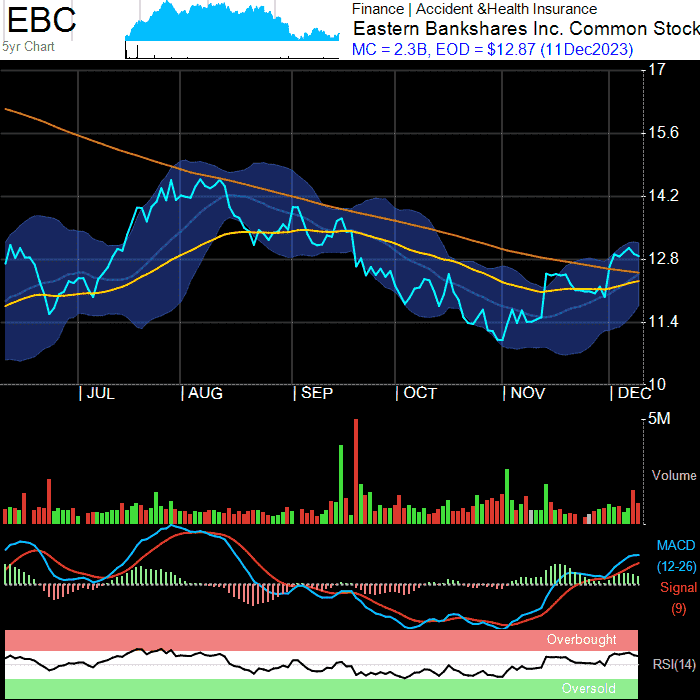 EBC
5yr Chart
Finance | Accident &Health Insurance
Eastern Bankshares Inc. Common Stock
MC = 2.3B, EOD = $12.87 (11Dec2023)
17
15.6
14.2
12.8
11.4
10
JUL AUG SEP OCT NOV DEC
5M
Volume
MACD
(12-26)
Signal
(9)
Overbought
RSI(14)
Oversold